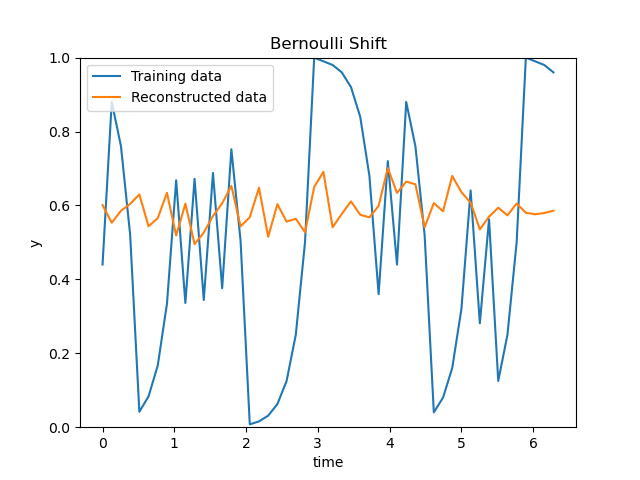 Bernoulli Shift
Training data
Reconstructed data
y
1.0
0.8
0.6
0.4
0.2
0.0
0 1 2 3 4 5 6
time